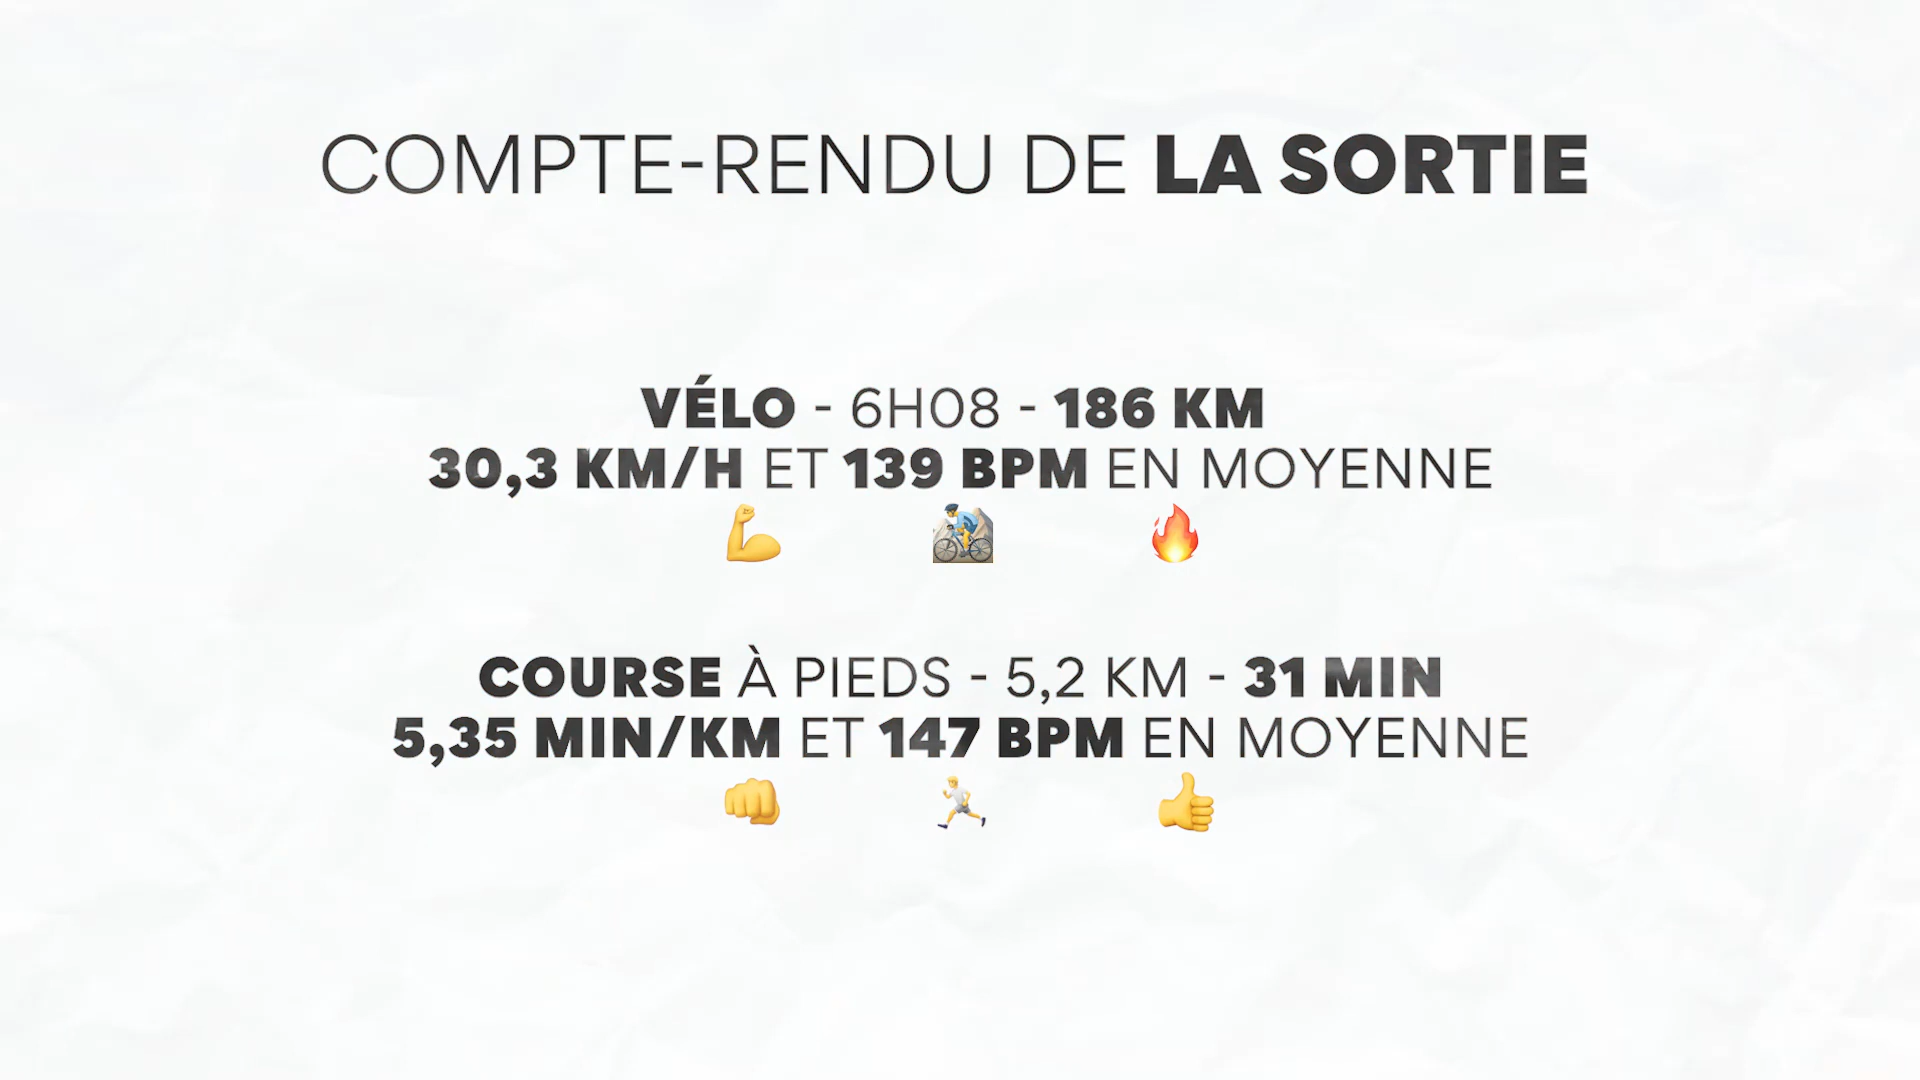 COMPTE-RENDU DE LA SORTIE
VÉLO - 6H08 - 186 KM
30,3 KM/H ET 139 BPM EN MOYENNE
COURSE À PIEDS - 5,2 KM - 31 MIN
5,35 MIN/KM ET 147 BPM EN MOYENNE